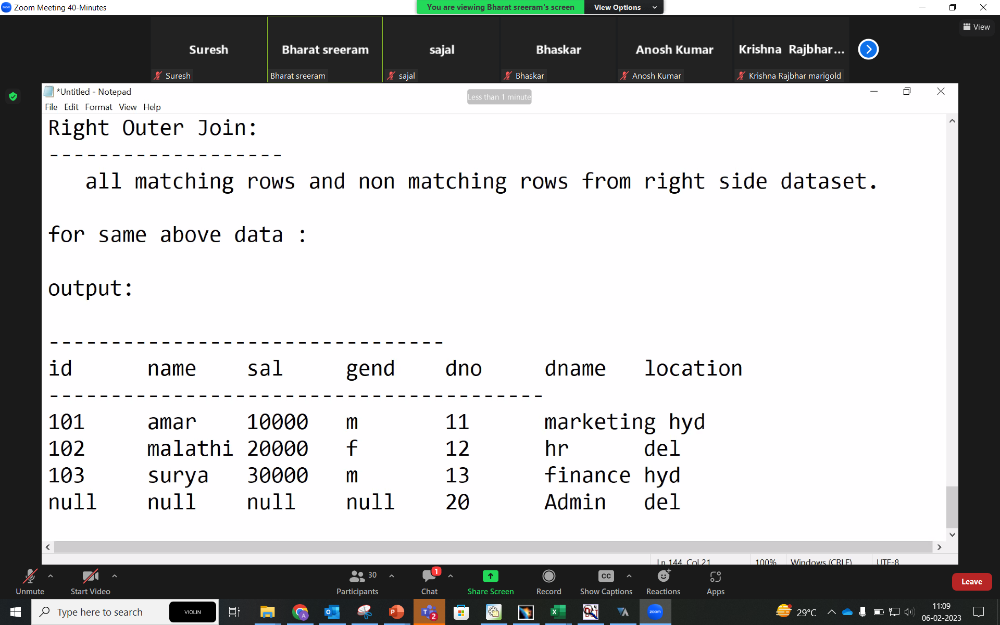 Zoom Meeting 40-Minutes
You are viewing Bharat sreeram's screen
View Options
View
Suresh
Bharat sreeram
sajal
Bhaskar
Anosh Kumar
Krishna Rajbhar...
Suresh
Bharat sreeram
sajal
Bhaskar
Anosh Kumar
Krishna Rajbhar marigold
*Untitled - Notepad
Less than 1 minute
File Edit Format View Help
Right Outer Join:
-------------------
all matching rows and non matching rows from right side dataset.
for same above data :
output:
--------------------------------
id name sal gend dno dname location
----------------------------------------
101 amar 10000 m 11 marketing hyd
102 malathi 20000 f 12 hr del
103 surya 30000 m 13 finance hyd
null null null null 20 Admin del
Ln 144, Col 21 100% Windows (CRLF) UTF-8
30
1
CC
Unmute
Start Video
Participants
Chat
Share Screen
Record
Show Captions
Reactions
Apps
Leave
Type here to search
VIOLIN
2
zoom
29°C
11:09
06-02-2023